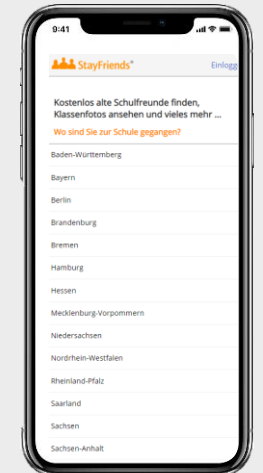 9:41
StayFriends®
Einlogg
Kostenlos alte Schulfreunde finden,
Klassenfotos ansehen und vieles mehr ...
Wo sind Sie zur Schule gegangen?
Baden-Württemberg
Bayern
Berlin
Brandenburg
Bremen
Hamburg
Hessen
Mecklenburg-Vorpommern
Niedersachsen
Nordrhein-Westfalen
Rheinland-Pfalz
Saarland
Sachsen
Sachsen-Anhalt